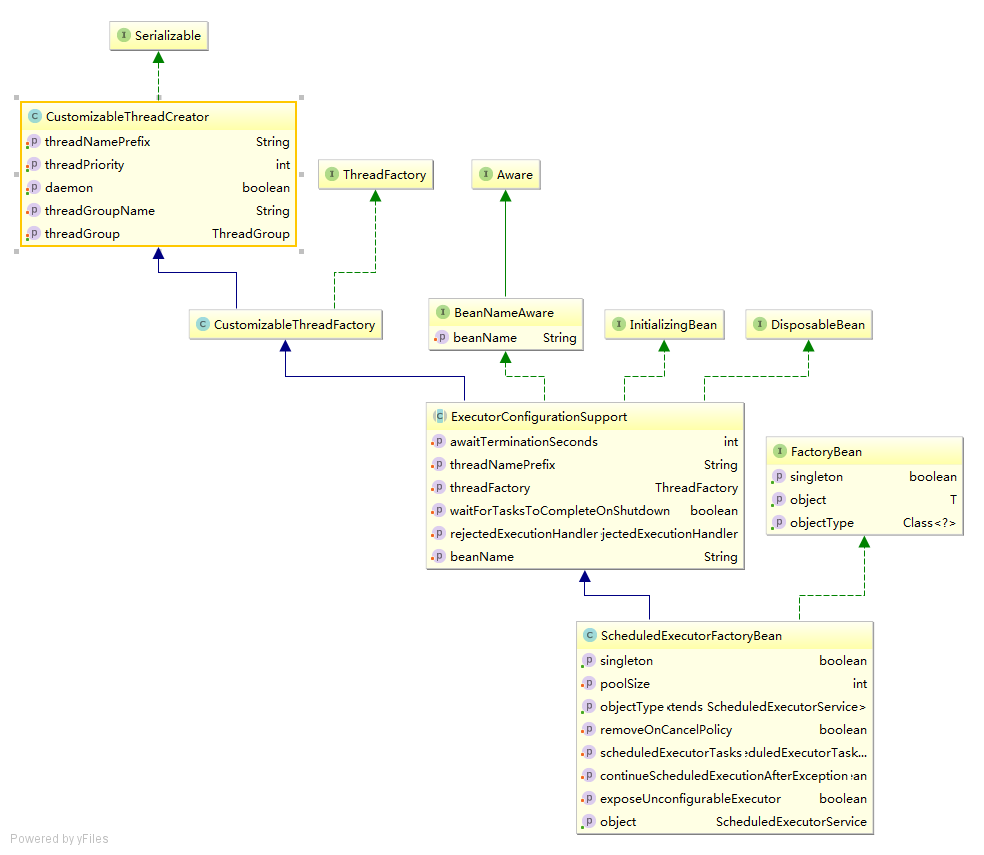 I Serializable
C CustomizableThreadCreator
p threadNamePrefix String
p threadPriority int
p daemon boolean
p threadGroupName String
p threadGroup ThreadGroup
I ThreadFactory
I Aware
C CustomizableThreadFactory
I BeanNameAware
p beanName String
I InitializingBean
I DisposableBean
C ExecutorConfigurationSupport
p awaitTerminationSeconds int
p threadNamePrefix String
p threadFactory ThreadFactory
p waitForTasksToCompleteOnShutdown boolean
p rejectedExecutionHandler jectedExecutionHandler
p beanName String
I FactoryBean
p singleton boolean
p object T
p objectType Class<?>
C ScheduledExecutorFactoryBean
p singleton boolean
p poolSize int
p objectType tends ScheduledExecutorService>
p removeOnCancelPolicy boolean
p scheduledExecutorTasks duledExecutorTask...
p continueScheduledExecutionAfterException an
p exposeUnconfigurableExecutor boolean
p object ScheduledExecutorService
Powered by yFiles